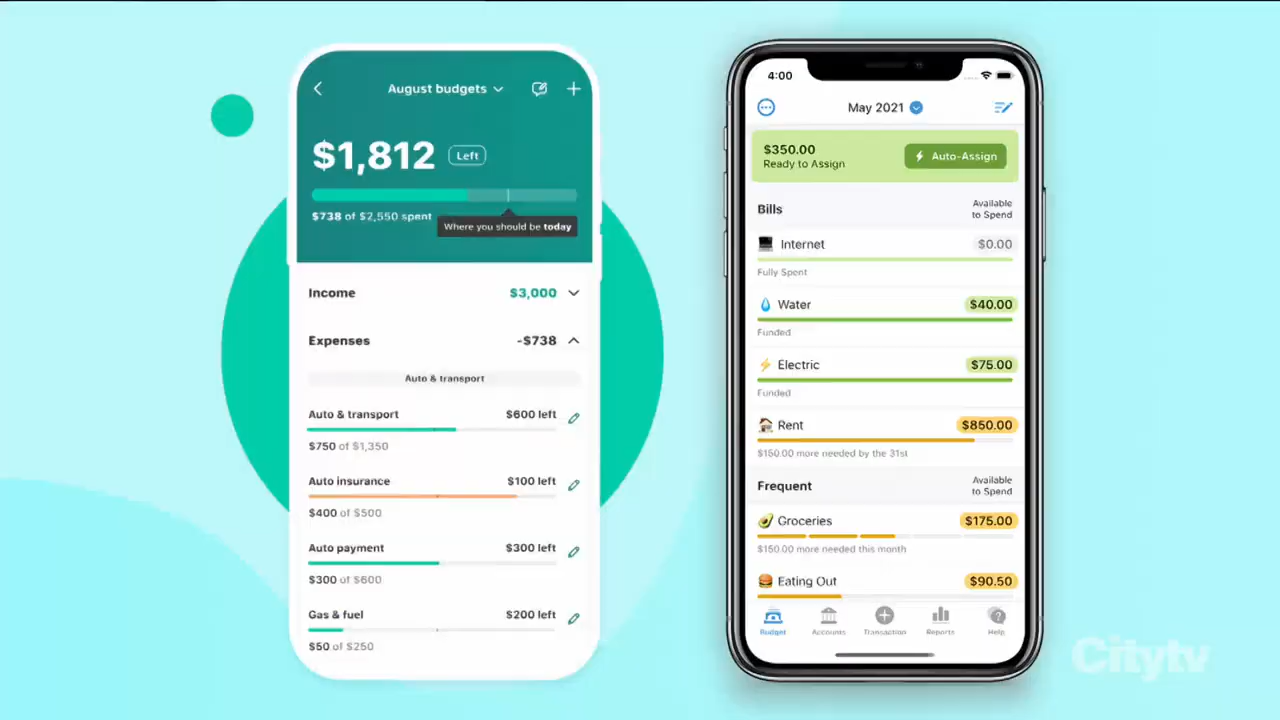 August budgets
$1,812 Left
$738 of $2,550 spent
Where you should be today
Income $3,000
Expenses -$738
Auto & transport
Auto & transport $600 left
$750 of $1,350
Auto insurance $100 left
$400 of $500
Auto payment $300 left
$300 of $600
Gas & fuel $200 left
$50 of $250
4:00
May 2021
$350.00
Ready to Assign
Auto-Assign
Bills
Available
to Spend
Internet $0.00
Fully Spent
Water $40.00
Funded
Electric $75.00
Funded
Rent $850.00
$150.00 more needed by the 31st
Frequent
Available
to Spend
Groceries $175.00
$150.00 more needed this month
Eating Out $90.50
Budget Accounts Transaction Reports Help
Citytv